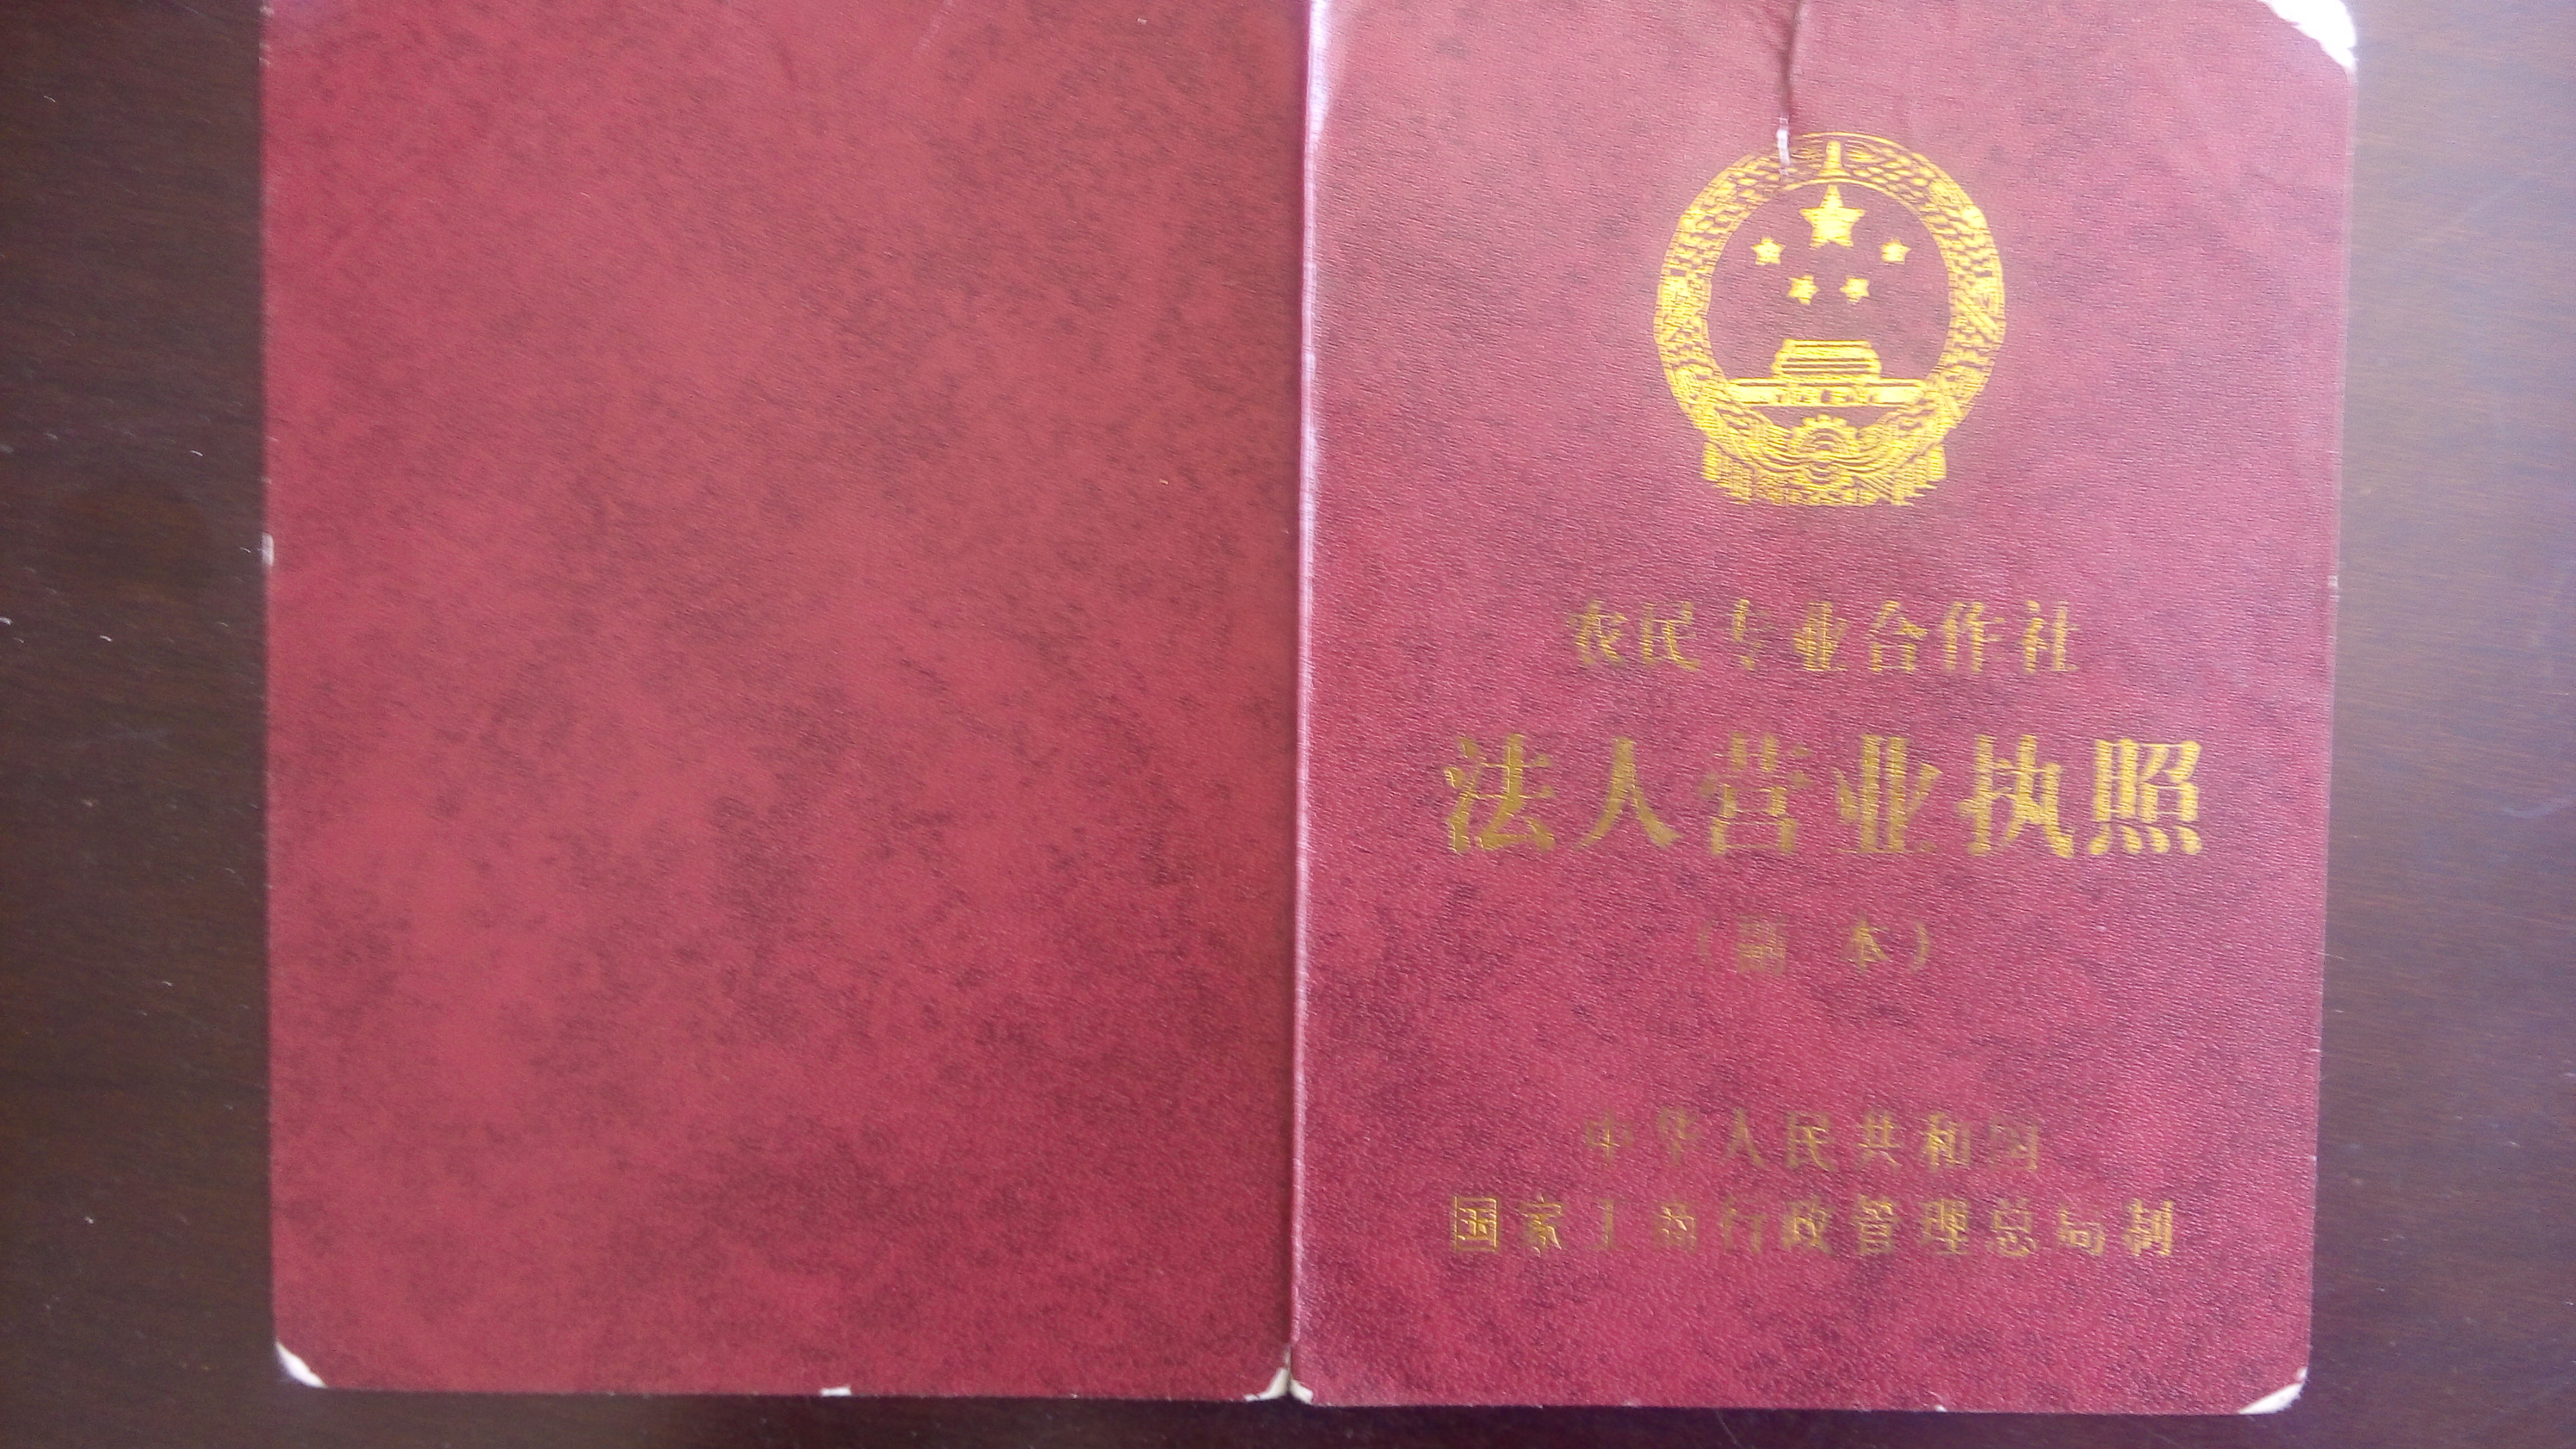 农民专业合作社
法人营业执照
（副 本）
中华人民共和国
国家工商行政管理总局制